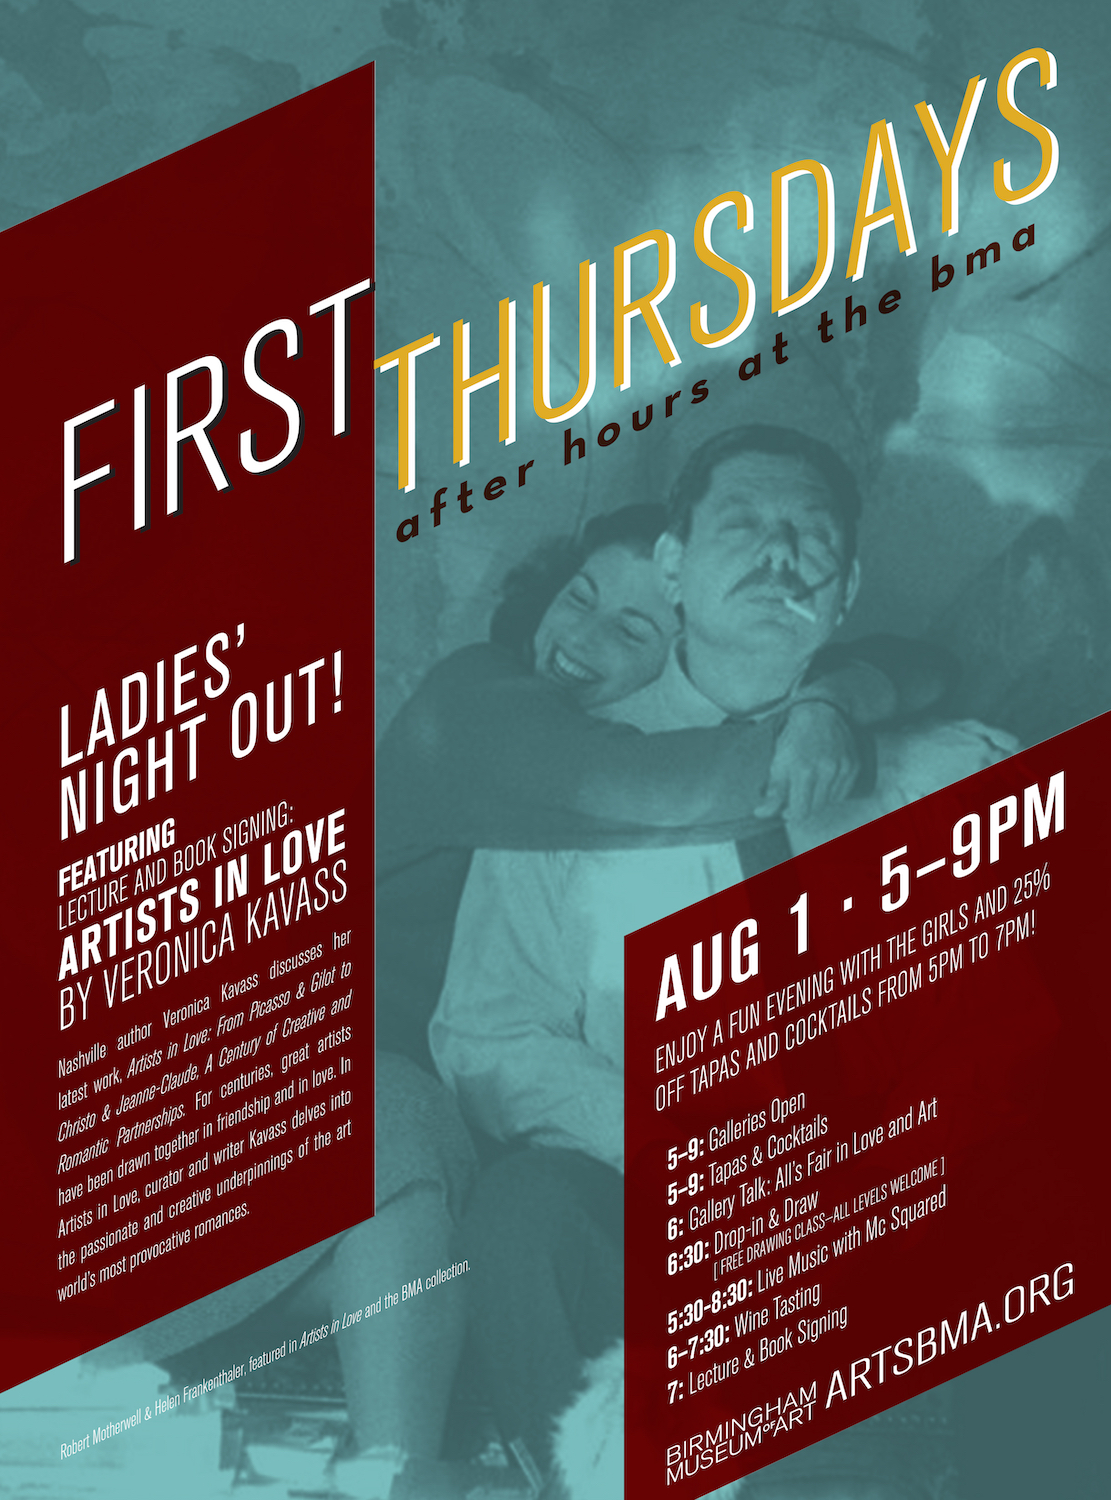 FIRST THURSDAYS
after hours at the bma
LADIES'
NIGHT OUT!
FEATURING
LECTURE AND BOOK SIGNING:
ARTISTS IN LOVE
BY VERONICA KAVASS
Nashville author Veronica Kavass discusses her
latest work, Artists in Love: From Picasso & Gilot to
Christo & Jeanne-Claude, A Century of Creative and
Romantic Partnerships. For centuries, great artists
have been drawn together in friendship and in love. In
Artists in Love, curator and writer Kavass delves into
the passionate and creative underpinnings of the art
world's most provocative romances.
Robert Motherwell & Helen Frankenthaler, featured in Artists in Love and the BMA collection.
AUG 1 · 5–9PM
ENJOY A FUN EVENING WITH THE GIRLS AND 25%
OFF TAPAS AND COCKTAILS FROM 5PM TO 7PM!
5–9: Galleries Open
5–9: Tapas & Cocktails
6: Gallery Talk: All's Fair in Love and Art
6:30: Drop-in & Draw
[ FREE DRAWING CLASS—ALL LEVELS WELCOME ]
5:30-8:30: Live Music with Mc Squared
6–7:30: Wine Tasting
7: Lecture & Book Signing
BIRMINGHAM
MUSEUM OF ART
ARTSBMA.ORG